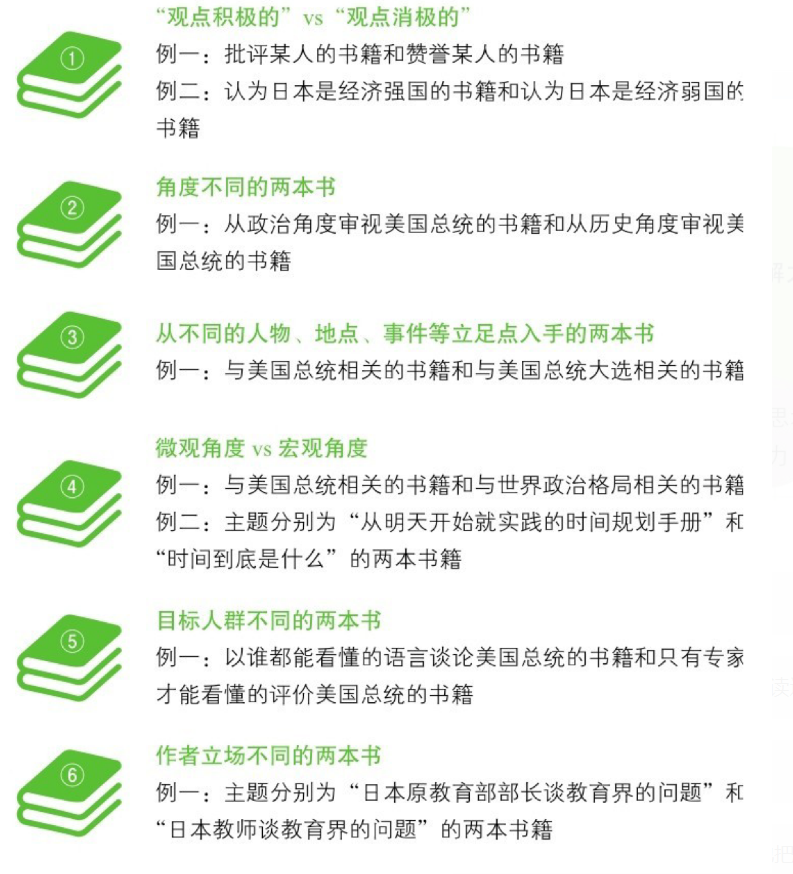 ①
“观点积极的” vs “观点消极的”
例一：批评某人的书籍和赞誉某人的书籍
例二：认为日本是经济强国的书籍和认为日本是经济弱国的
书籍
②
角度不同的两本书
例一：从政治角度审视美国总统的书籍和从历史角度审视美
国总统的书籍
③
从不同的人物、地点、事件等立足点入手的两本书
例一：与美国总统相关的书籍和与美国总统大选相关的书籍
④
微观角度 vs 宏观角度
例一：与美国总统相关的书籍和与世界政治格局相关的书籍
例二：主题分别为“从明天开始就实践的时间规划手册”和
“时间到底是什么”的两本书籍
⑤
目标人群不同的两本书
例一：以谁都能看懂的语言谈论美国总统的书籍和只有专家
才能看懂的评价美国总统的书籍
⑥
作者立场不同的两本书
例一：主题分别为“日本原教育部部长谈教育界的问题”和
“日本教师谈教育界的问题”的两本书籍